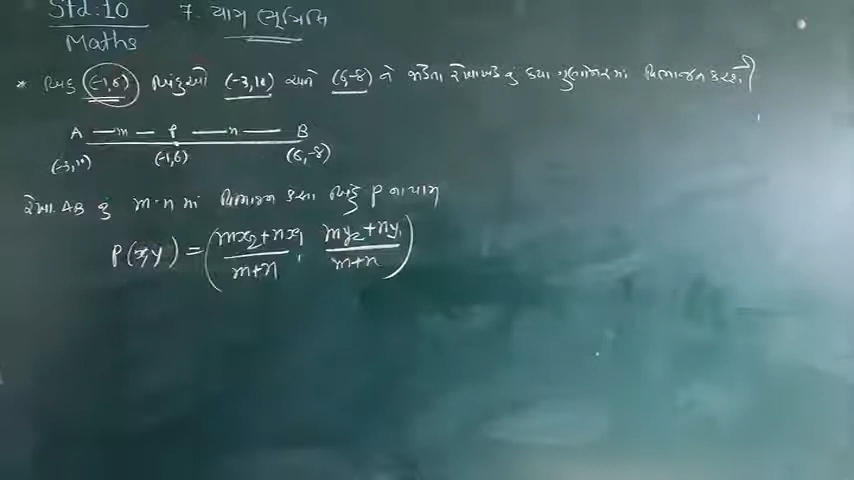 Std:10 7. યામ ભૂમિતિ
Maths
* બિંદુ (-1,6) બિંદુઓ (-3,10) અને (6,-8) ને જોડતા રેખાખંડનું કયા ગુણોત્તરમાં વિભાજન કરશે?
A m P n B
(-3,10) (-1,6) (6,-8)
રેખા AB નું m:n માં વિભાજન કરતા બિંદુ P ના યામ
P(x,y) = (mx₂+nx₁/m+n, my₂+ny₁/m+n)